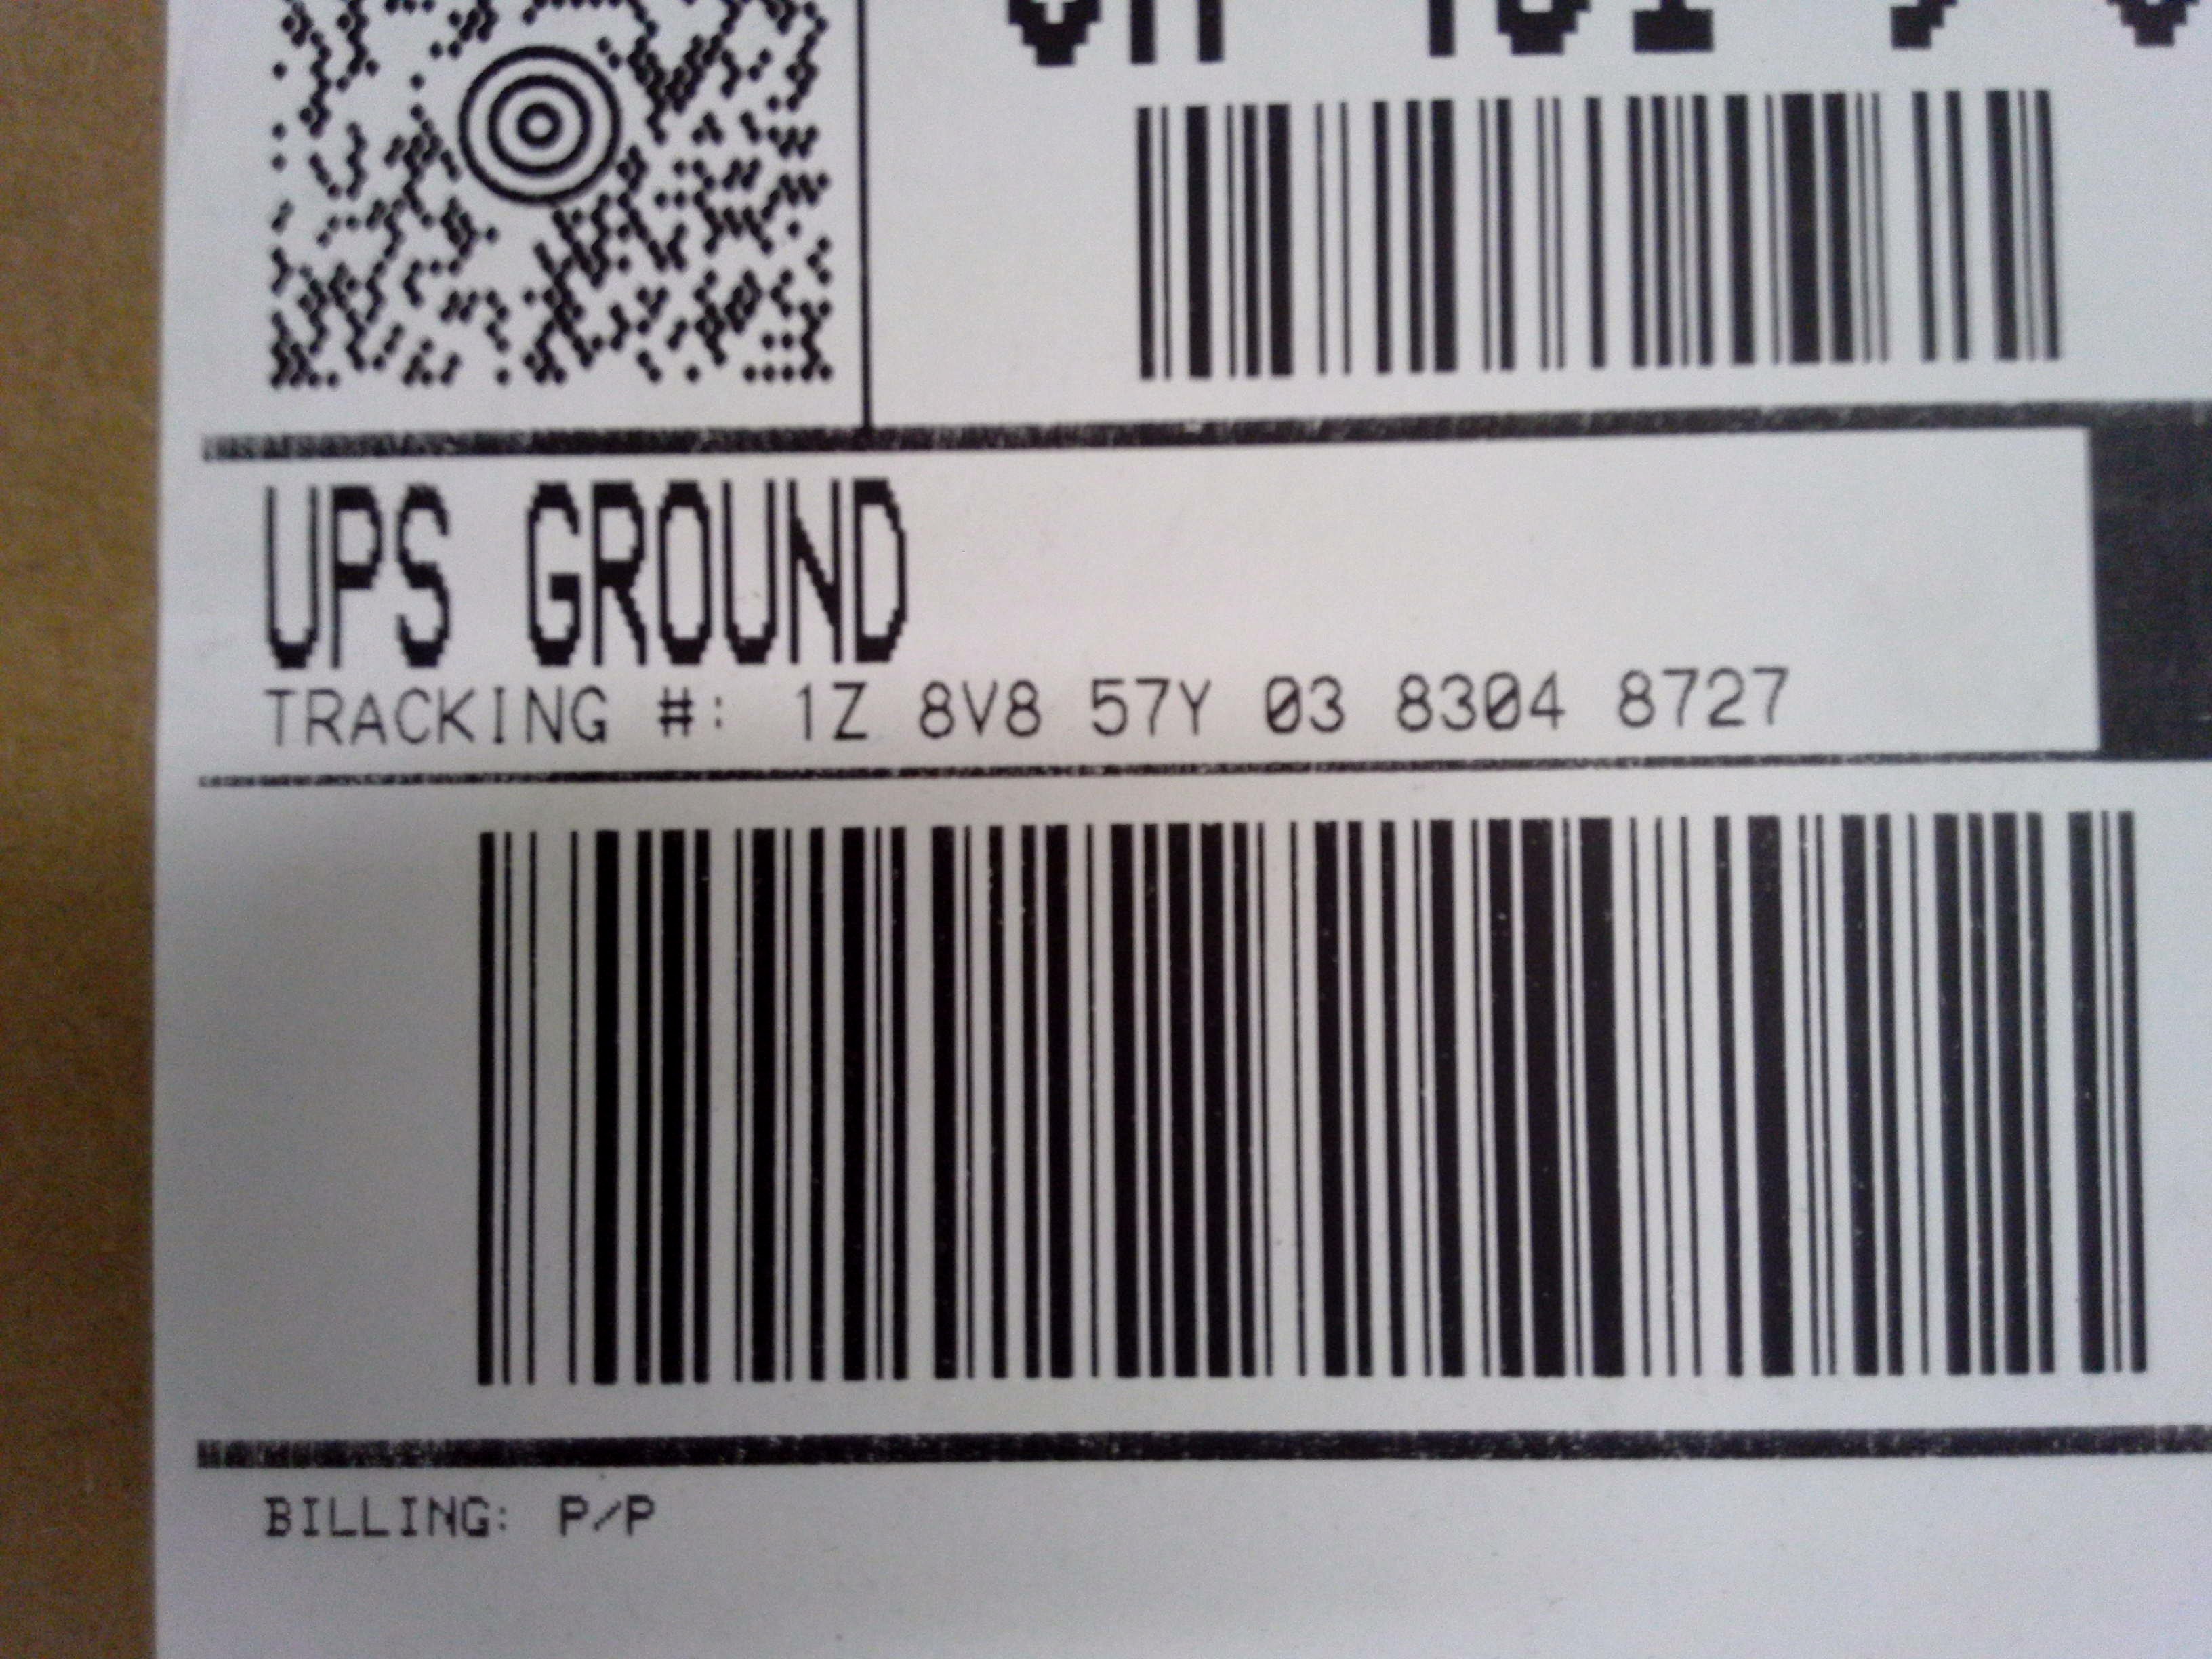 UPS GROUND
TRACKING #: 1Z 8V8 57Y 03 8304 8727
BILLING: P/P